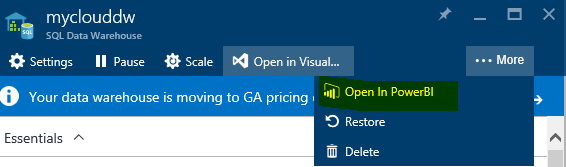 myclouddw
SQL Data Warehouse
Settings Pause Scale Open in Visual... ... More
Your data warehouse is moving to GA pricing
Open In PowerBI
Restore
Delete
Essentials